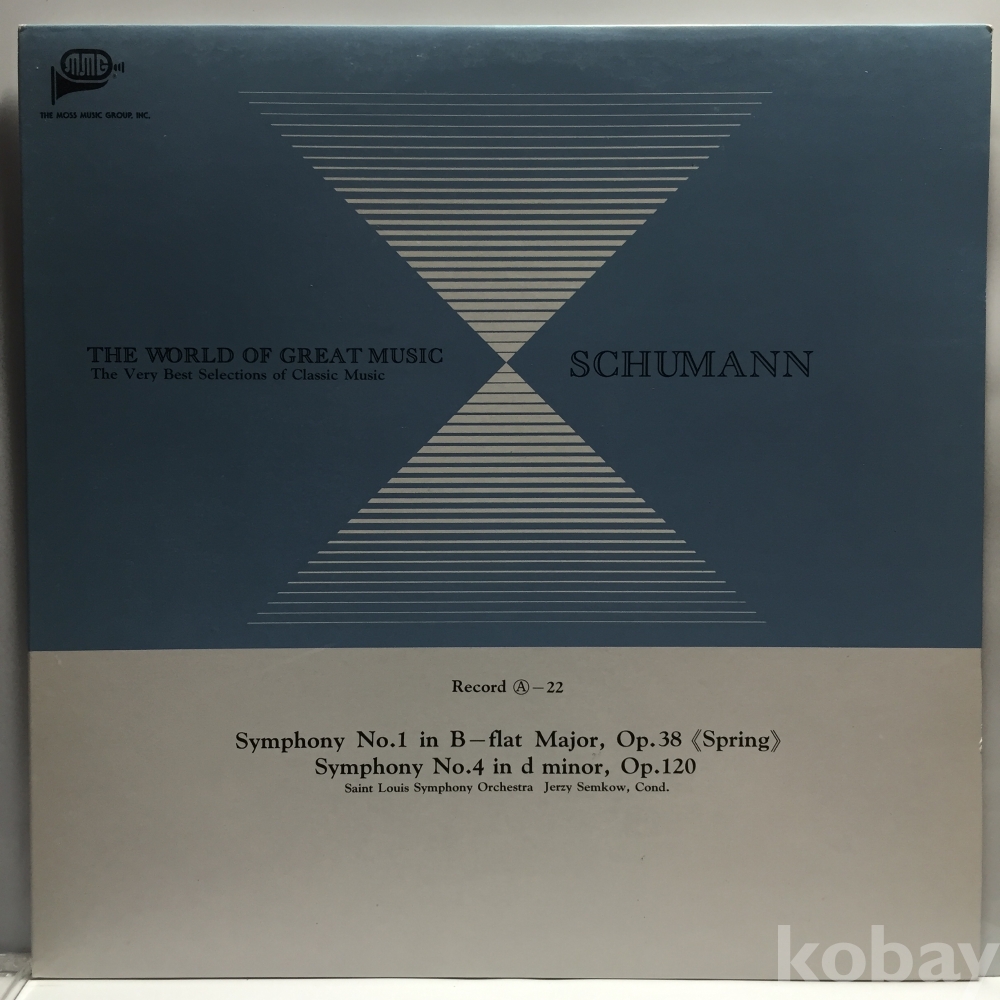 MMG
THE MOSS MUSIC GROUP, INC.
THE WORLD OF GREAT MUSIC
The Very Best Selections of Classic Music
SCHUMANN
Record Ⓐ–22
Symphony No.1 in B–flat Major, Op.38 《Spring》
Symphony No.4 in d minor, Op.120
Saint Louis Symphony Orchestra Jerzy Semkow, Cond.
kobay